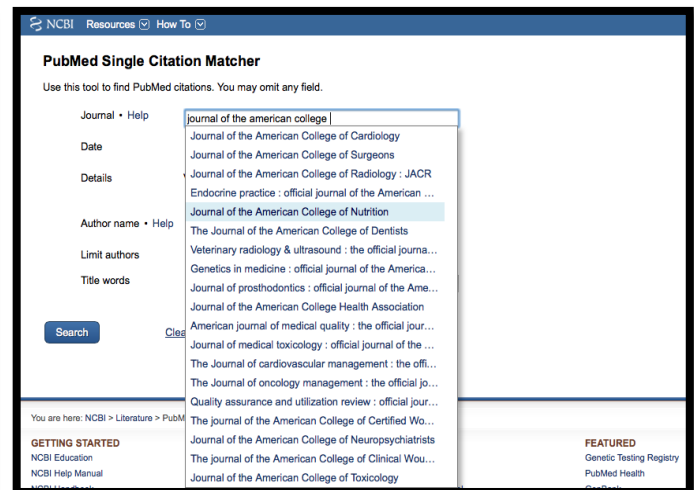 NCBI Resources How To
PubMed Single Citation Matcher
Use this tool to find PubMed citations. You may omit any field.
Journal • Help
journal of the american college
Journal of the American College of Cardiology
Journal of the American College of Surgeons
Journal of the American College of Radiology : JACR
Endocrine practice : official journal of the American ...
Journal of the American College of Nutrition
The Journal of the American College of Dentists
Veterinary radiology & ultrasound : the official journa...
Genetics in medicine : official journal of the America...
Journal of prosthodontics : official journal of the Ame...
Journal of the American College Health Association
American journal of medical quality : the official jour...
Journal of medical toxicology : official journal of the ...
The Journal of cardiovascular management : the offi...
The Journal of oncology management : the official jo...
Quality assurance and utilization review : official jour...
The journal of the American College of Certified Wo...
Journal of the American College of Neuropsychiatrists
The journal of the American College of Clinical Wou...
Journal of the American College of Toxicology
Date
Details
Author name • Help
Limit authors
Title words
Search Clea
You are here: NCBI > Literature > PubM
GETTING STARTED
NCBI Education
NCBI Help Manual
FEATURED
Genetic Testing Registry
PubMed Health